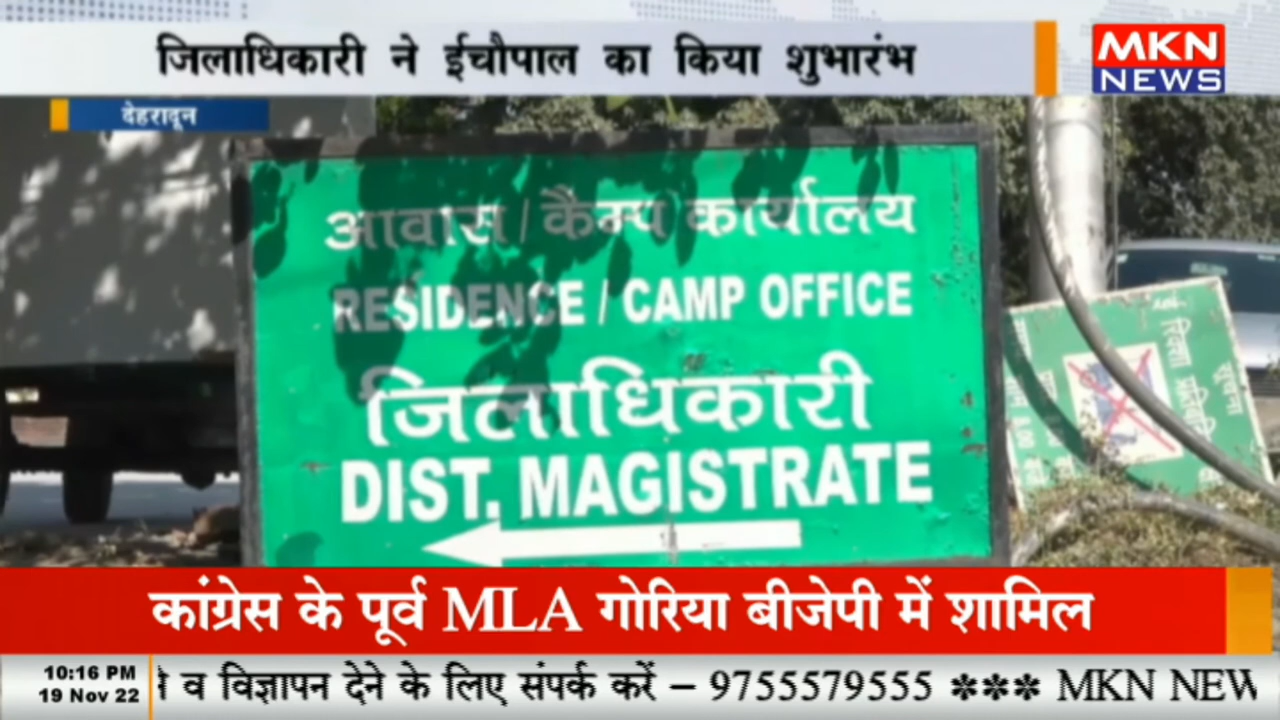 जिलाधिकारी ने ईचौपाल का किया शुभारंभ
MKN
NEWS
देहरादून
आवास / कैम्प कार्यालय
RESIDENCE / CAMP OFFICE
जिलाधिकारी
DIST. MAGISTRATE
सूचना
कांग्रेस के पूर्व MLA गोरिया बीजेपी में शामिल
10:16 PM
19 Nov 22
व विज्ञापन देने के लिए संपर्क करें – 9755579555 *** MKN NEW